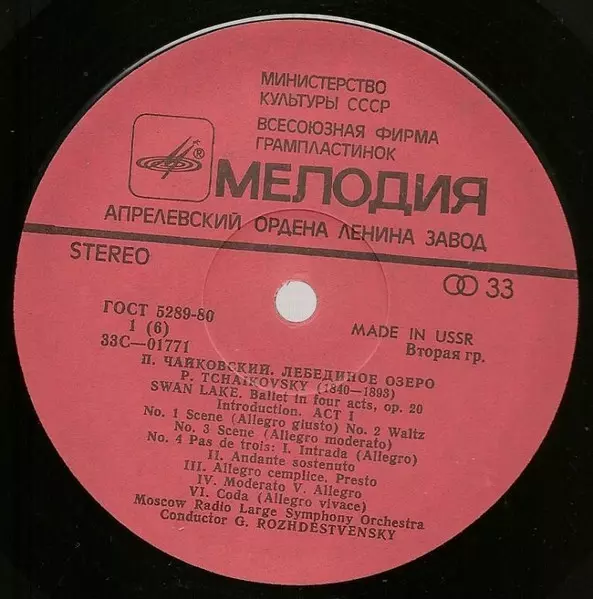 МИНИСТЕРСТВО
КУЛЬТУРЫ СССР
ВСЕСОЮЗНАЯ ФИРМА
ГРАМПЛАСТИНОК
®
МЕЛОДИЯ
АПРЕЛЕВСКИЙ ОРДЕНА ЛЕНИНА ЗАВОД
STEREO
33
ГОСТ 5289-80
1 (6)
33С—01771
MADE IN USSR
Вторая гр.
П. ЧАЙКОВСКИЙ. ЛЕБЕДИНОЕ ОЗЕРО
P. TCHAIKOVSKY (1840—1893)
SWAN LAKE. Ballet in four acts, op. 20
Introduction. ACT I
No. 1 Scene (Allegro giusto) No. 2 Waltz
No. 3 Scene (Allegro moderato)
No. 4 Pas de trois: I. Intrada (Allegro)
II. Andante sostenuto
III. Allegro cemplice. Presto
IV. Moderato V. Allegro
VI. Coda (Allegro vivace)
Moscow Radio Large Symphony Orchestra
Conductor G. ROZHDESTVENSKY